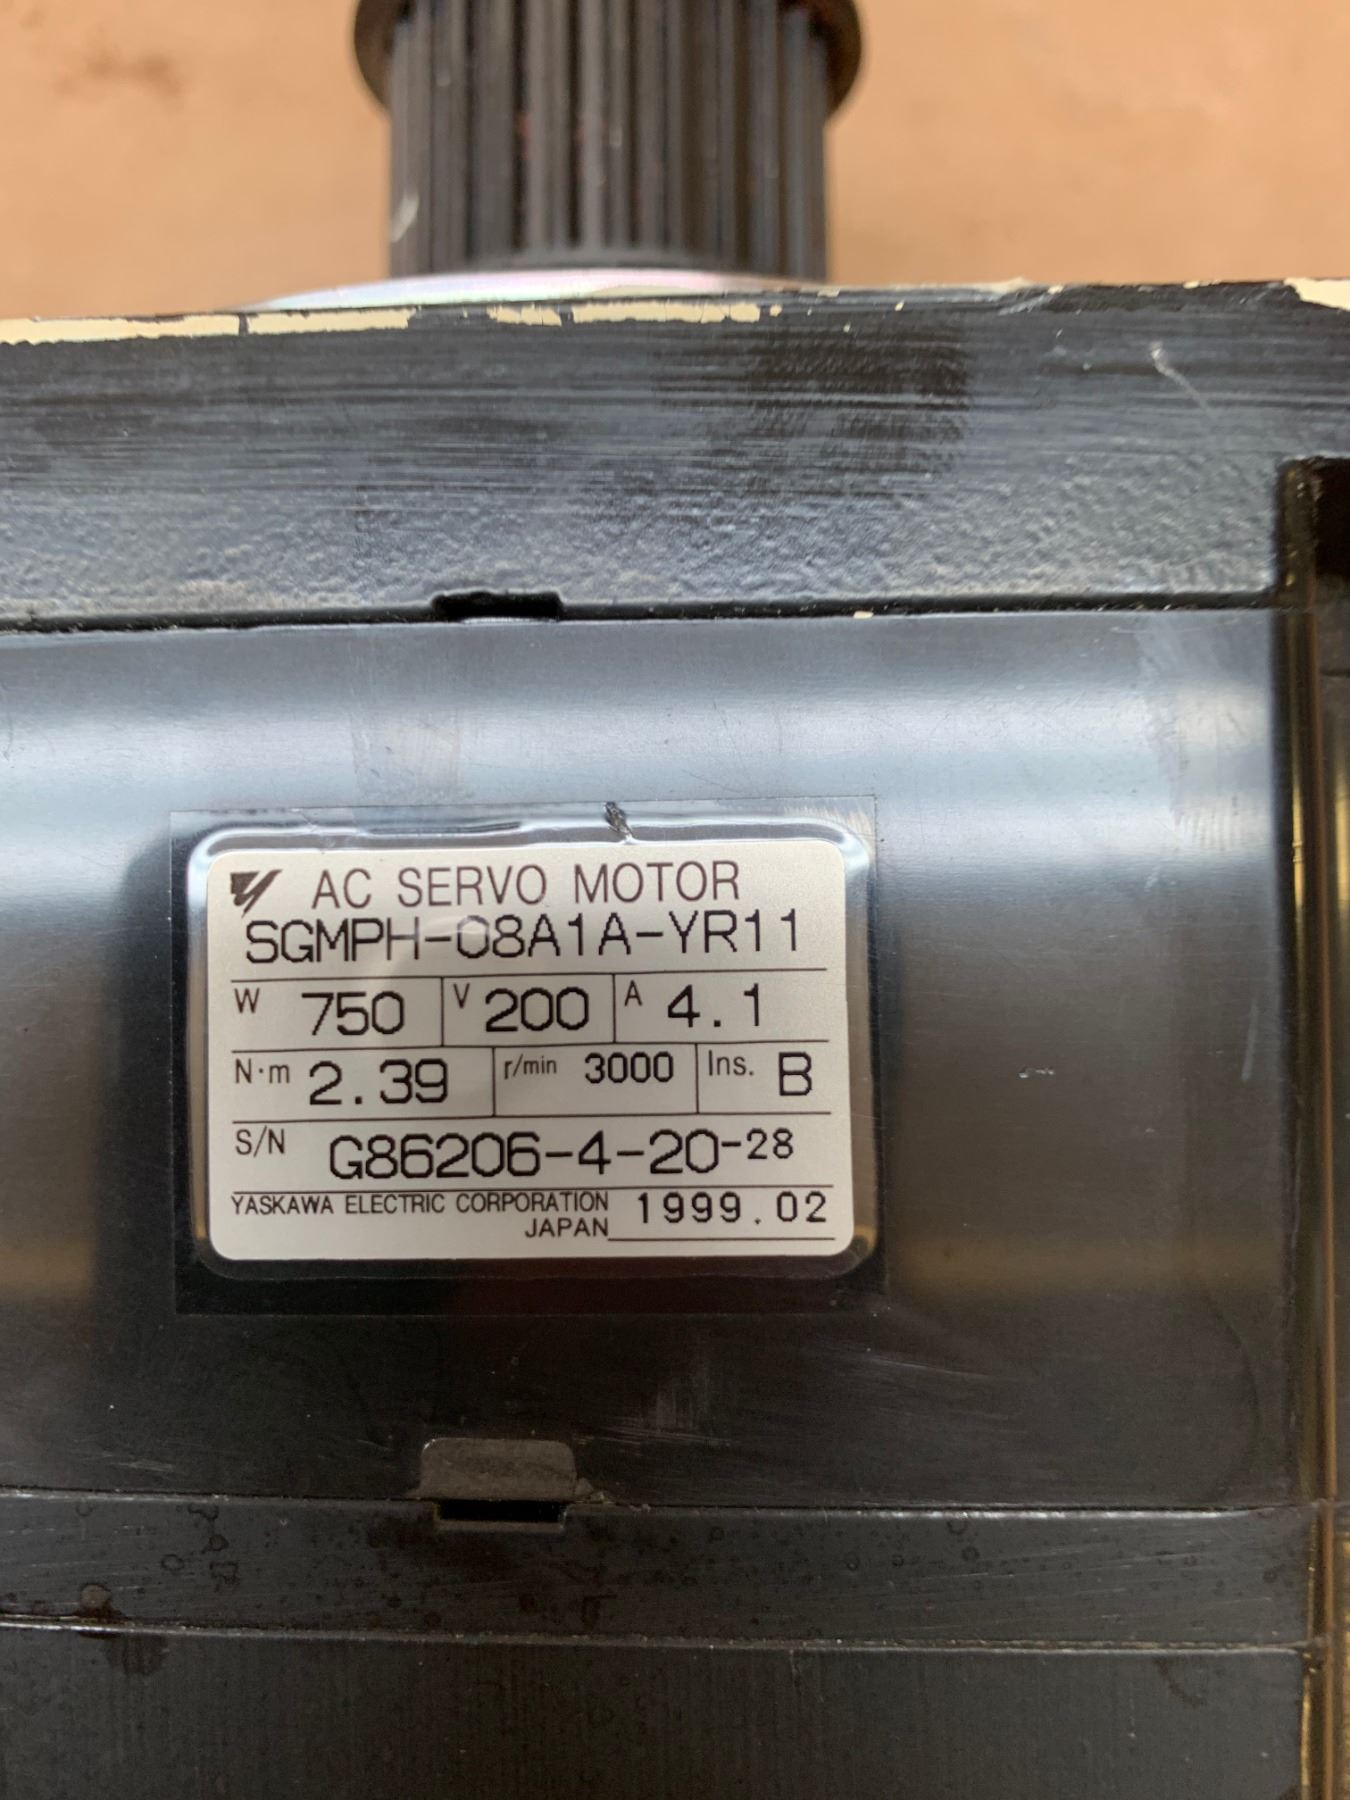 AC SERVO MOTOR
SGMPH-08A1A-YR11
W 750 V 200 A 4.1
N·m 2.39 r/min 3000 Ins. B
S/N G86206-4-20-28
YASKAWA ELECTRIC CORPORATION 1999.02
JAPAN